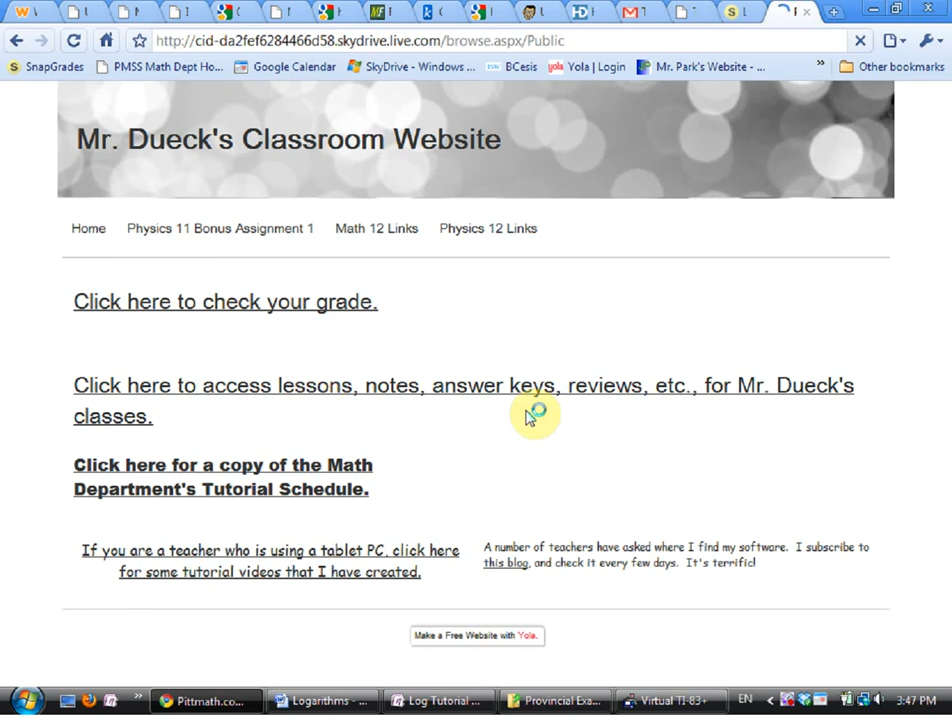 http://cid-da2fef6284466d58.skydrive.live.com/browse.aspx/Public
SnapGrades PMSS Math Dept Ho... Google Calendar SkyDrive - Windows ... BCesis Yola | Login Mr. Park's Website - ... » Other bookmarks
Mr. Dueck's Classroom Website
Home Physics 11 Bonus Assignment 1 Math 12 Links Physics 12 Links
Click here to check your grade.
Click here to access lessons, notes, answer keys, reviews, etc., for Mr. Dueck's
classes.
Click here for a copy of the Math
Department's Tutorial Schedule.
If you are a teacher who is using a tablet PC, click here
for some tutorial videos that I have created.
A number of teachers have asked where I find my software. I subscribe to
this blog, and check it every few days. It's terrific!
Make a Free Website with Yola.
Pittmath.co... Logarithms - ... Log Tutorial ... Provincial Exa... Virtual TI-83+ EN 3:47 PM